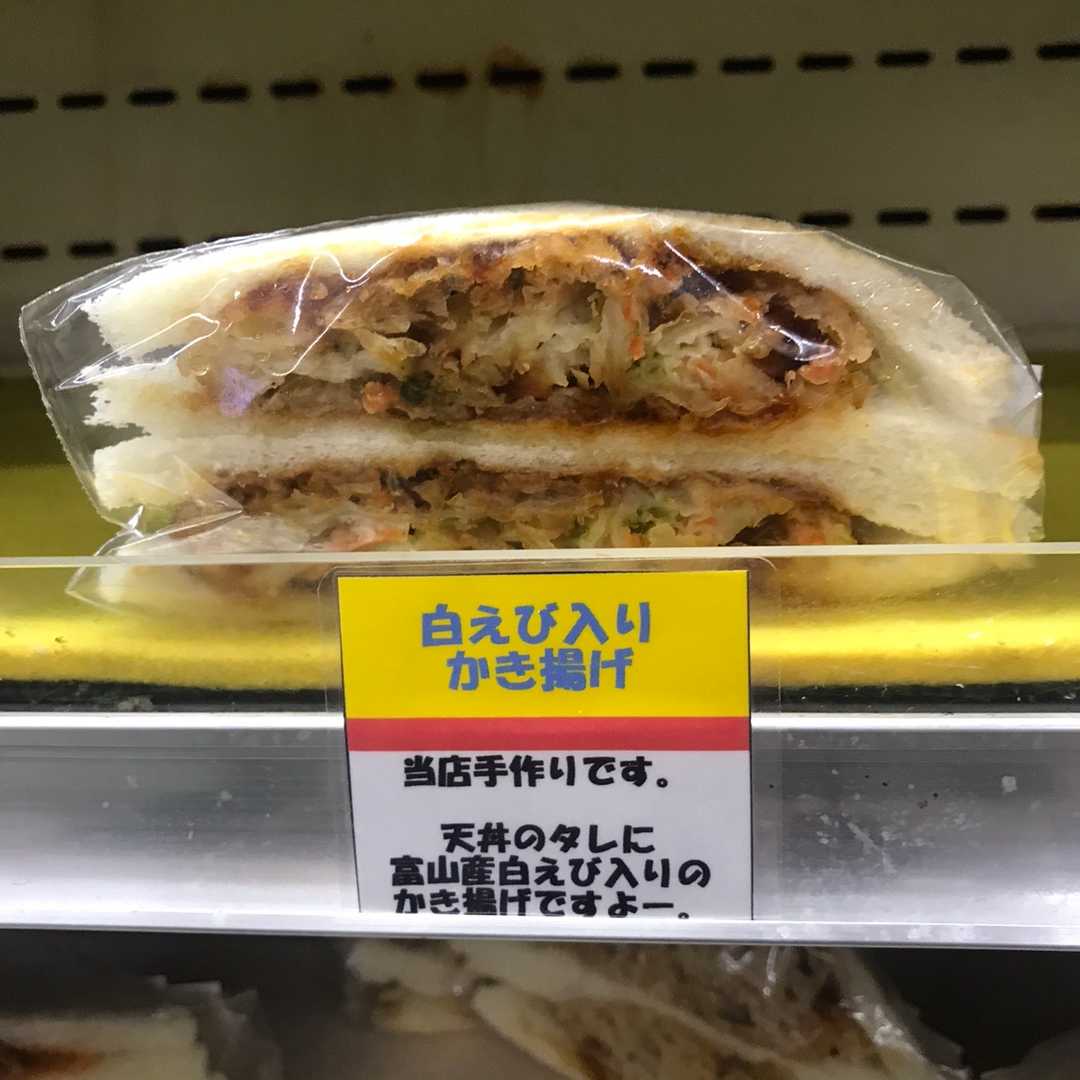 白えび入り
かき揚げ
当店手作りです。
天丼のタレに
富山産白えび入りの
かき揚げですよー。